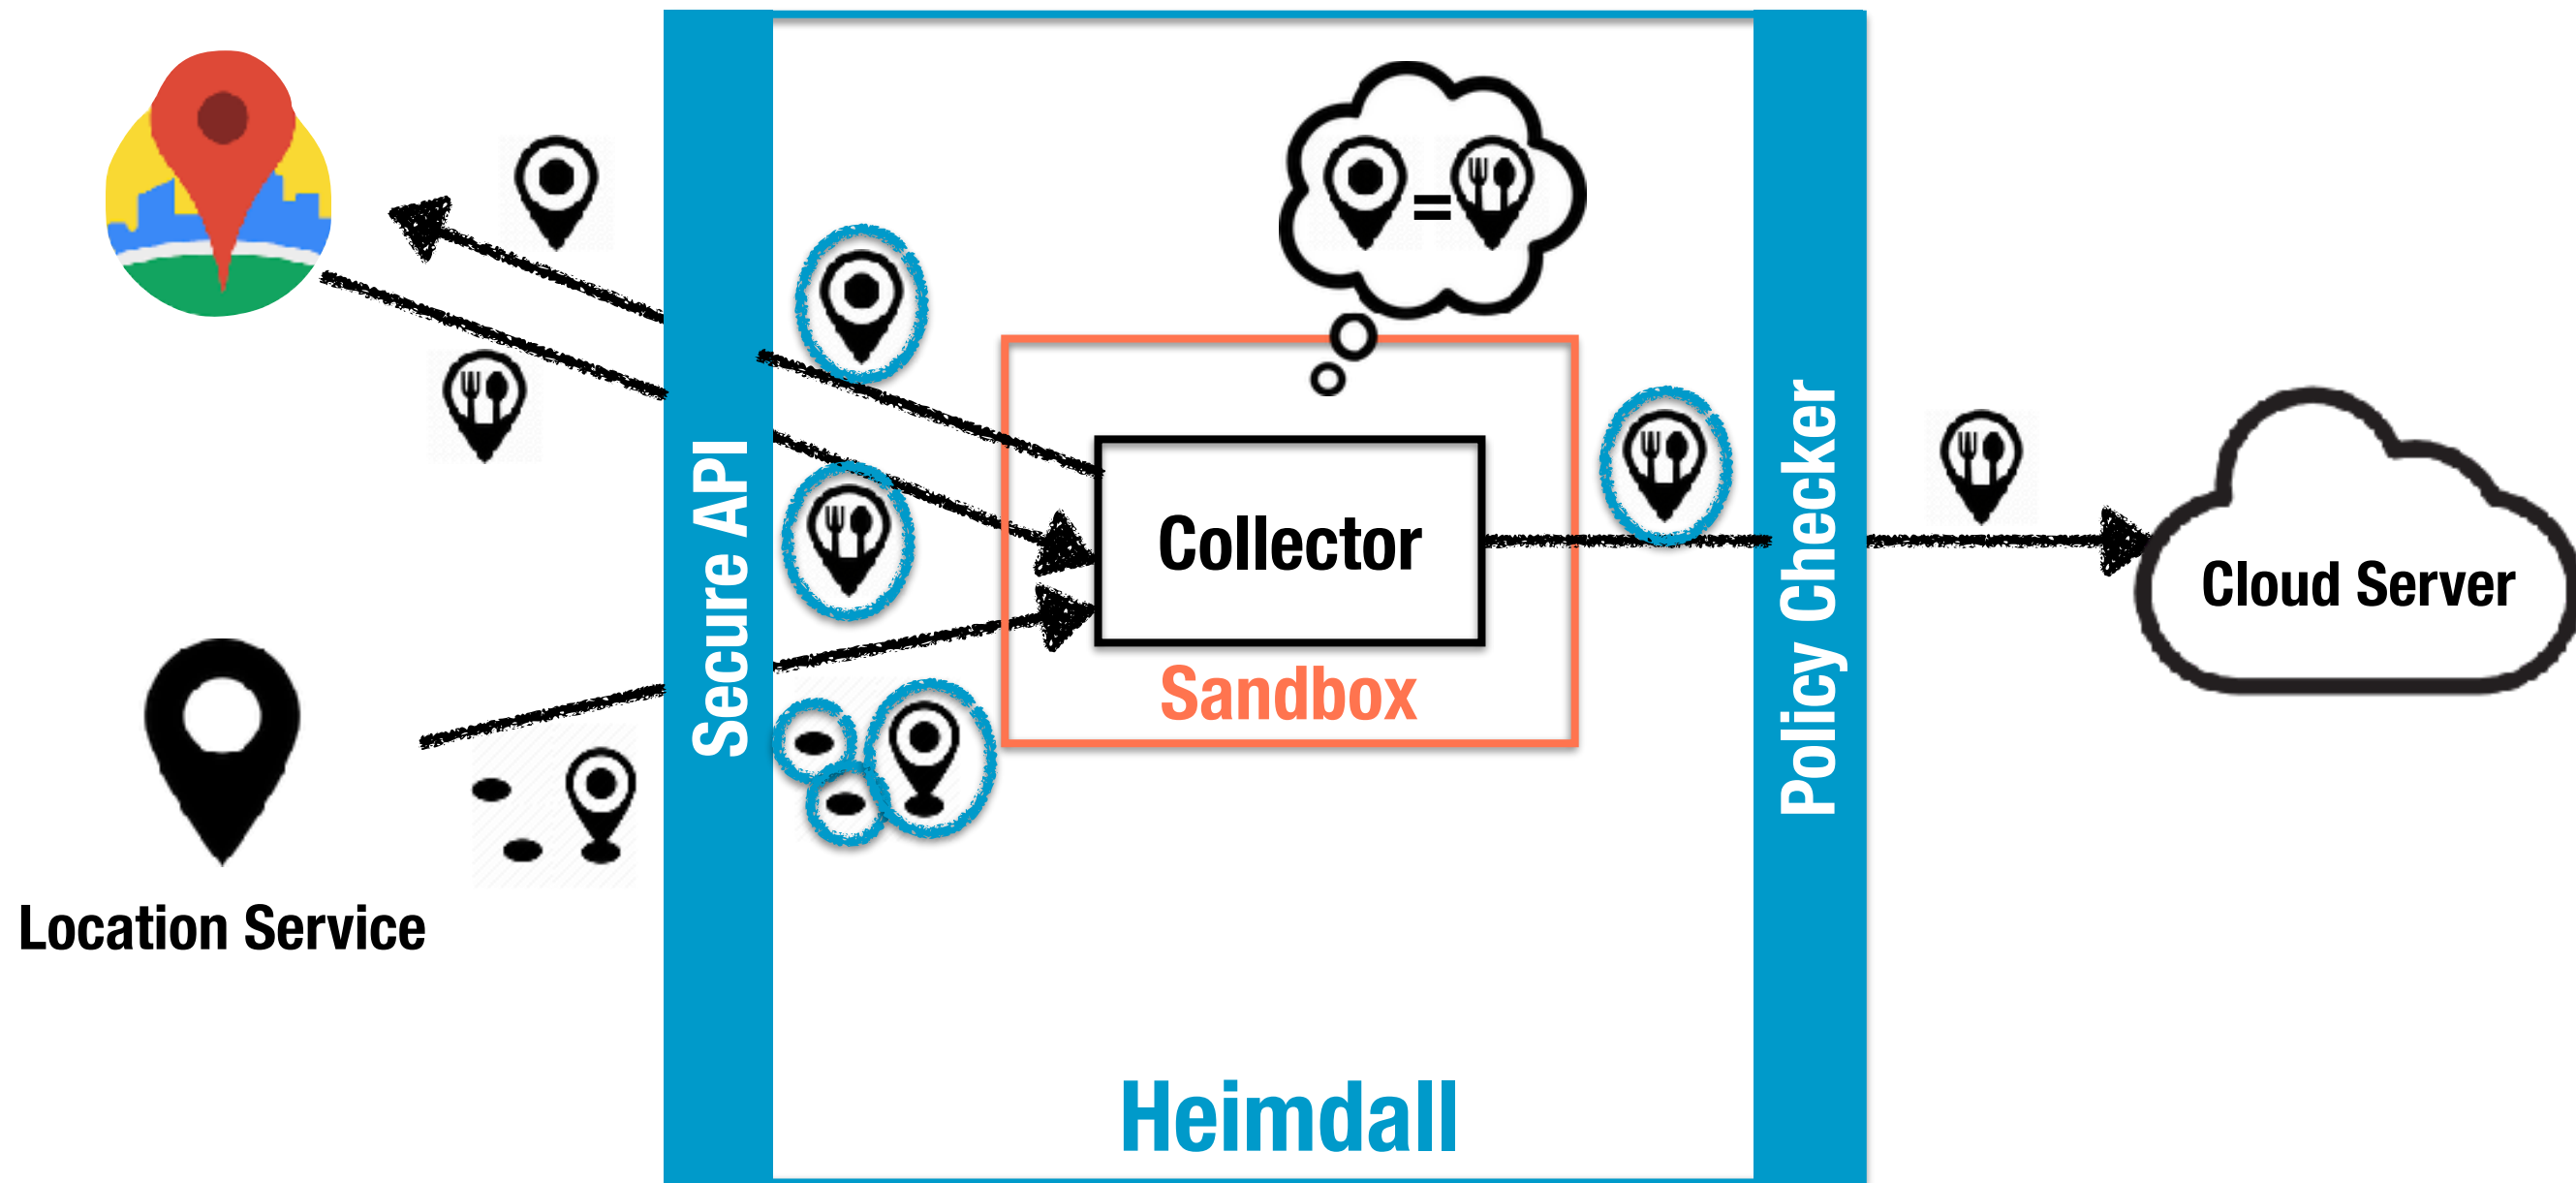 Secure API
Policy Checker
=
Collector
Sandbox
Cloud Server
Location Service
Heimdall